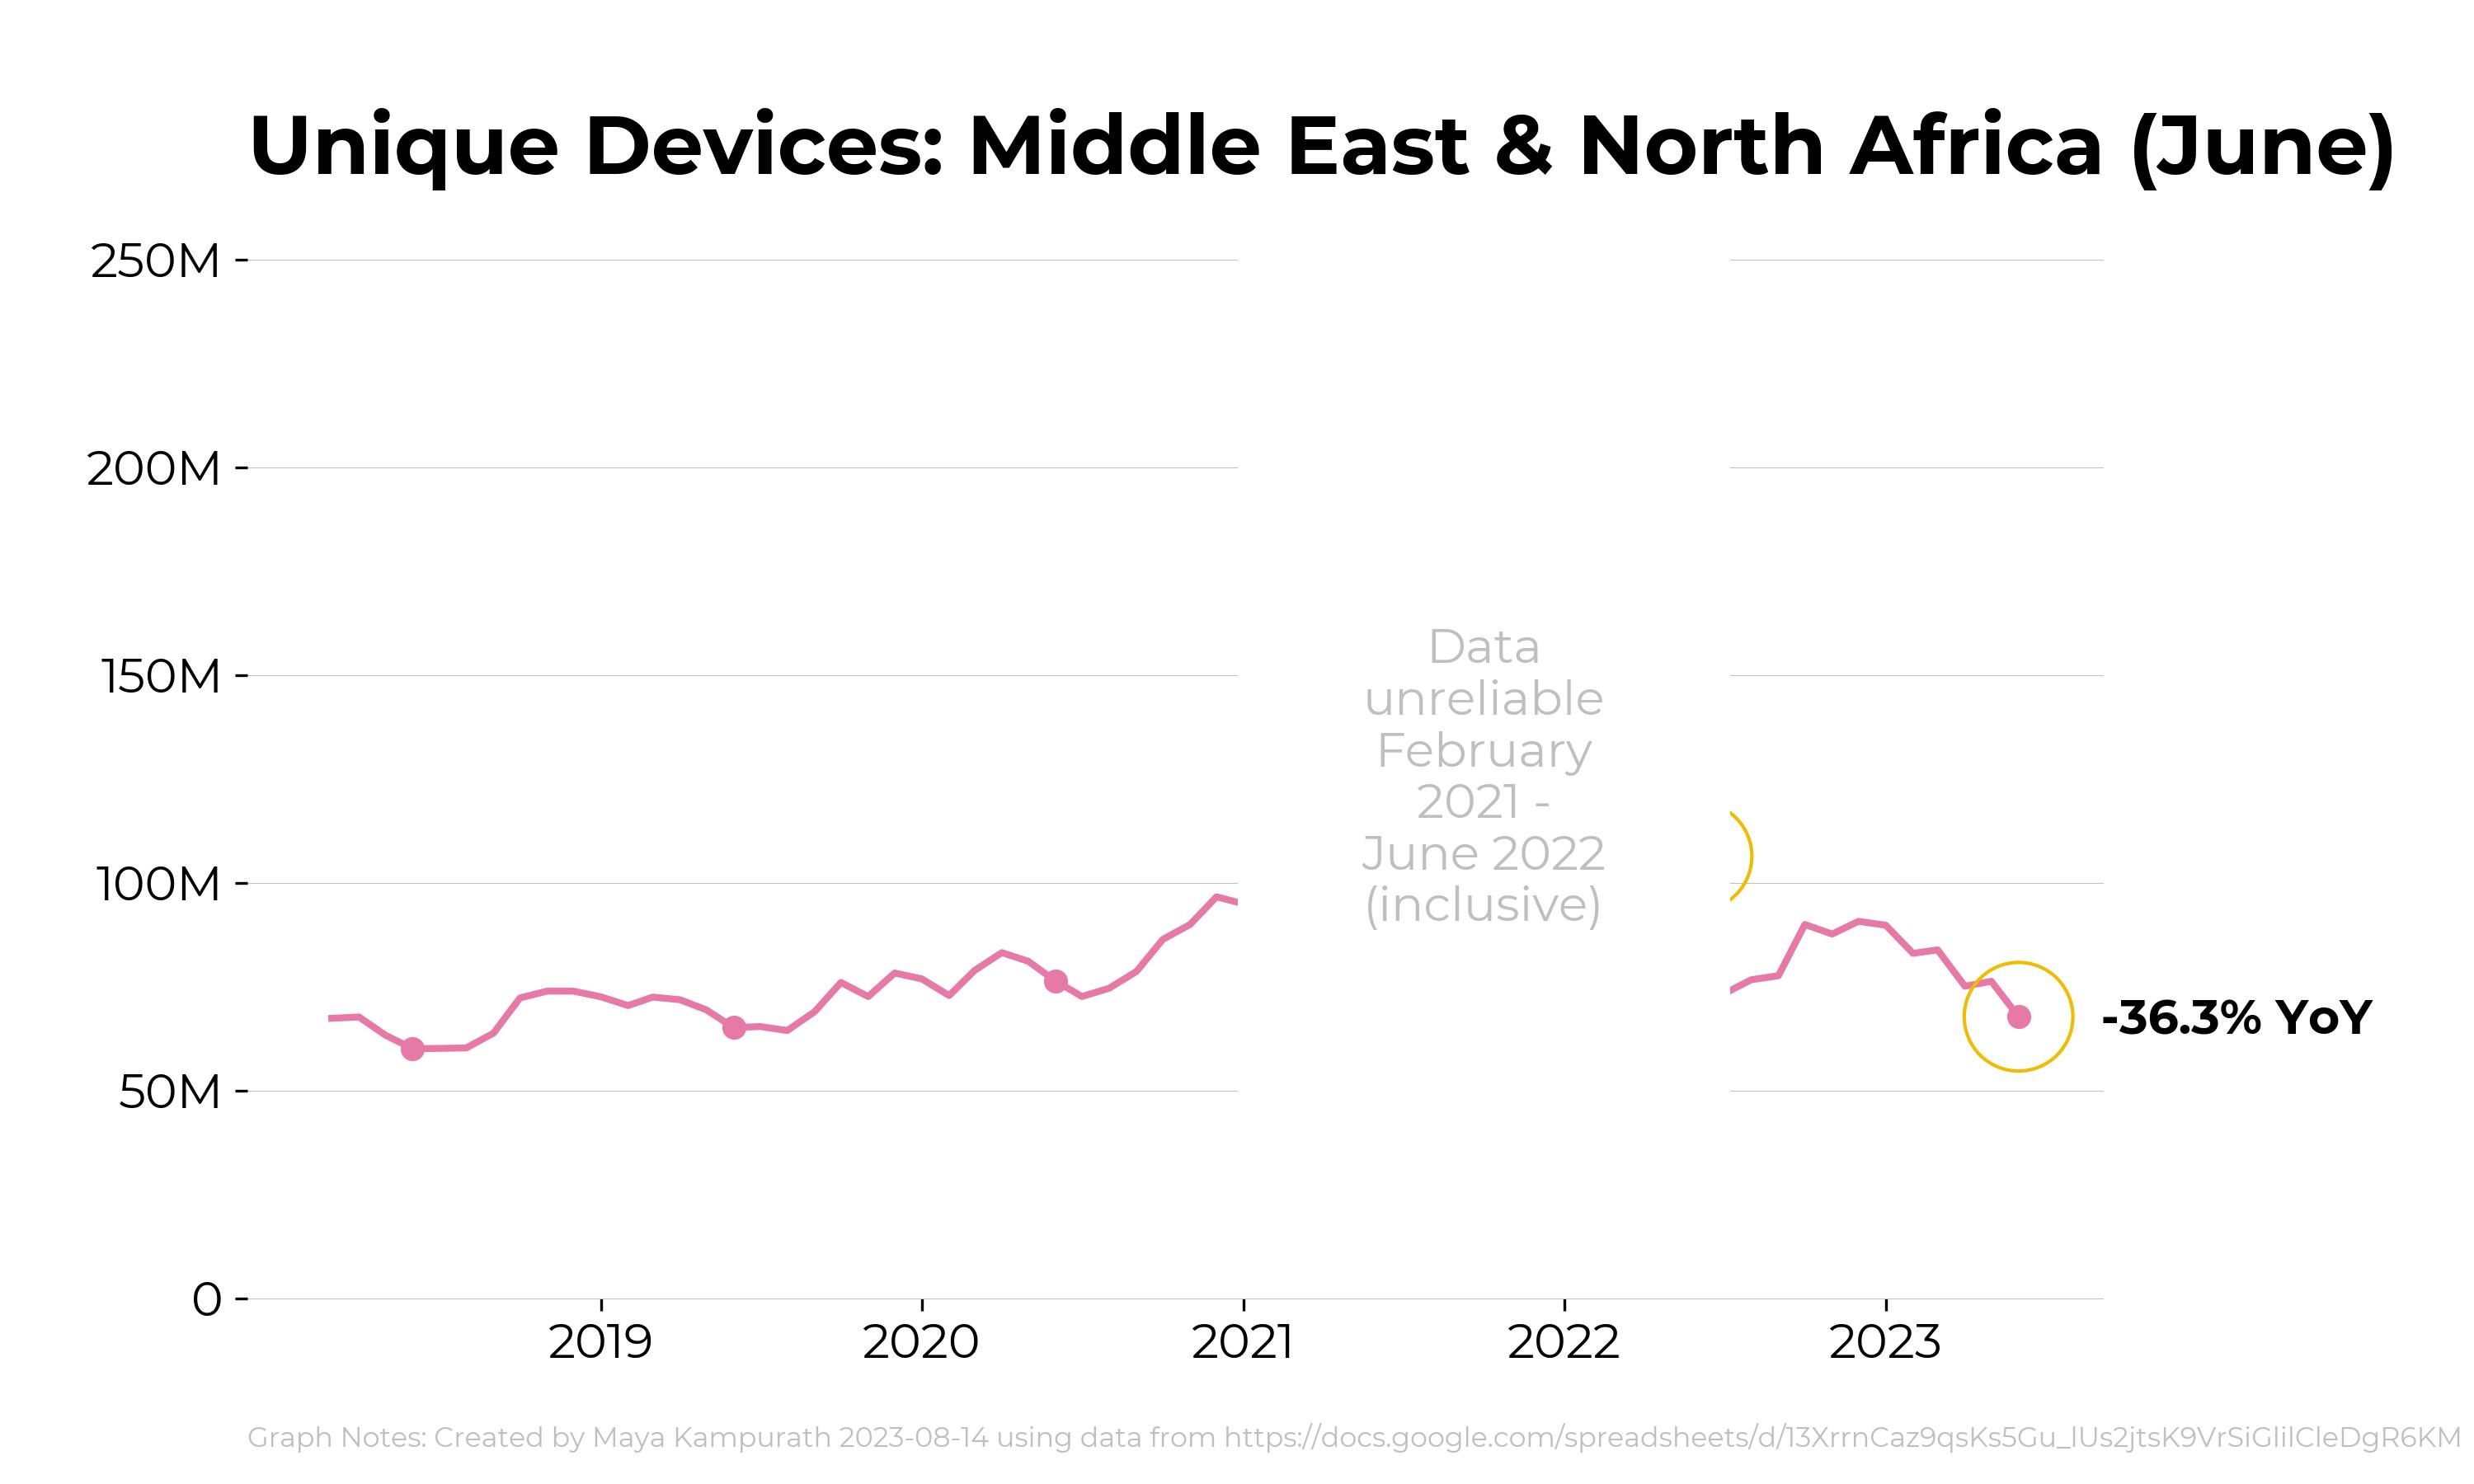 Unique Devices: Middle East & North Africa (June)
250M
200M
150M
100M
50M
0
Data
unreliable
February
2021 -
June 2022
(inclusive)
-36.3% YoY
2019
2020
2021
2022
2023
Graph Notes: Created by Maya Kampurath 2023-08-14 using data from https://docs.google.com/spreadsheets/d/13XrrnCaz9qsKs5Gu_lUs2jtsK9VrSiGlilCleDgR6KM